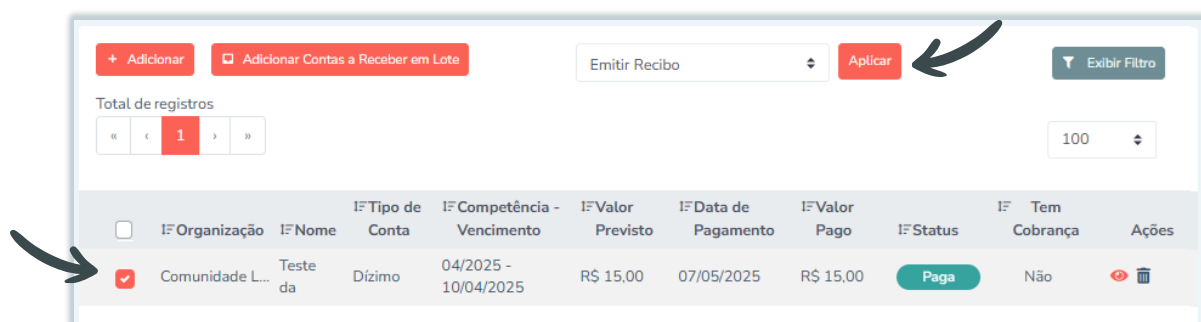 + Adicionar
Adicionar Contas a Receber em Lote
Emitir Recibo
Aplicar
Exibir Filtro
Total de registros
« ‹ 1 › »
100
Organização
Nome
Tipo de
Conta
Competência -
Vencimento
Valor
Previsto
Data de
Pagamento
Valor
Pago
Status
Tem
Cobrança
Ações
Comunidade L...
Teste
da
Dízimo
04/2025 -
10/04/2025
R$ 15,00
07/05/2025
R$ 15,00
Paga
Não